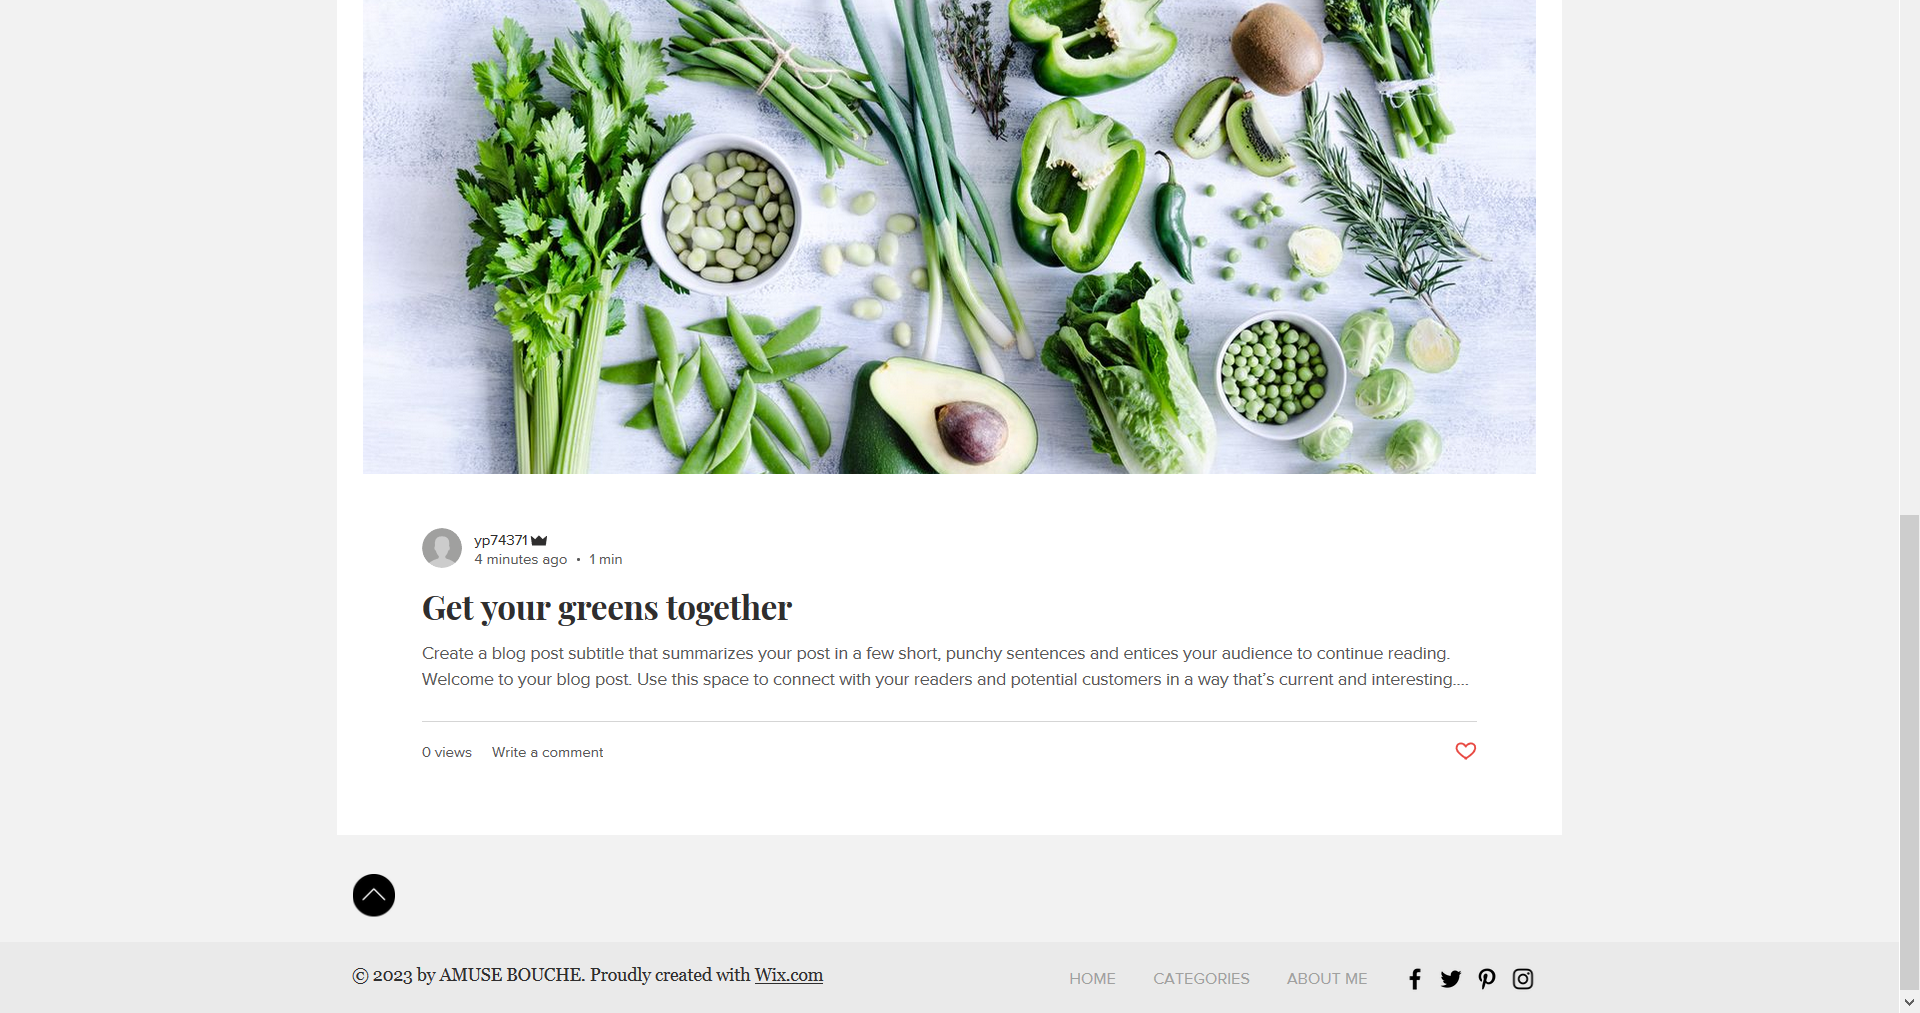 yp74371
4 minutes ago · 1 min
Get your greens together
Create a blog post subtitle that summarizes your post in a few short, punchy sentences and entices your audience to continue reading.
Welcome to your blog post. Use this space to connect with your readers and potential customers in a way that’s current and interesting....
0 views Write a comment
© 2023 by AMUSE BOUCHE. Proudly created with Wix.com
HOME CATEGORIES ABOUT ME